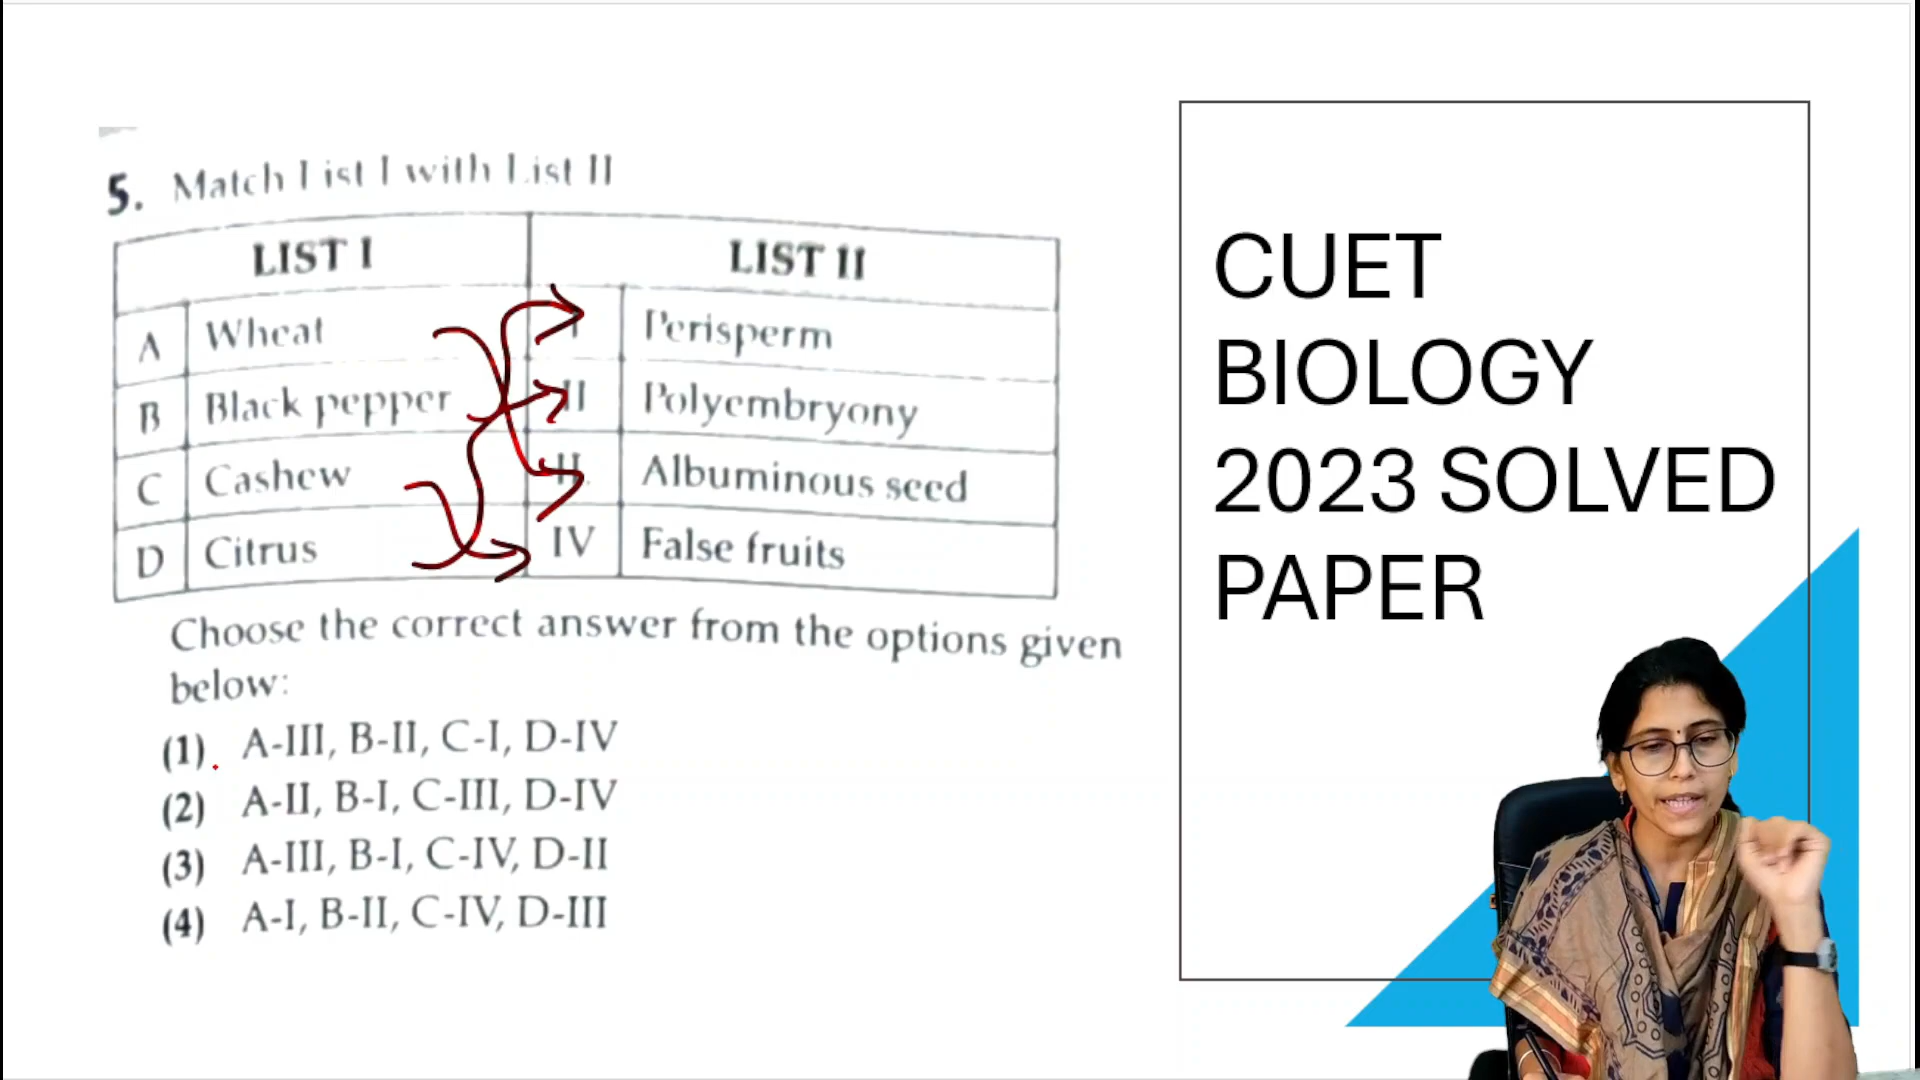 5. Match List I with List II
LIST I LIST II
A Wheat I Perisperm
B Black pepper II Polyembryony
C Cashew III Albuminous seed
D Citrus IV False fruits
Choose the correct answer from the options given
below:
(1) A-III, B-II, C-I, D-IV
(2) A-II, B-I, C-III, D-IV
(3) A-III, B-I, C-IV, D-II
(4) A-I, B-II, C-IV, D-III
CUET
BIOLOGY
2023 SOLVED
PAPER